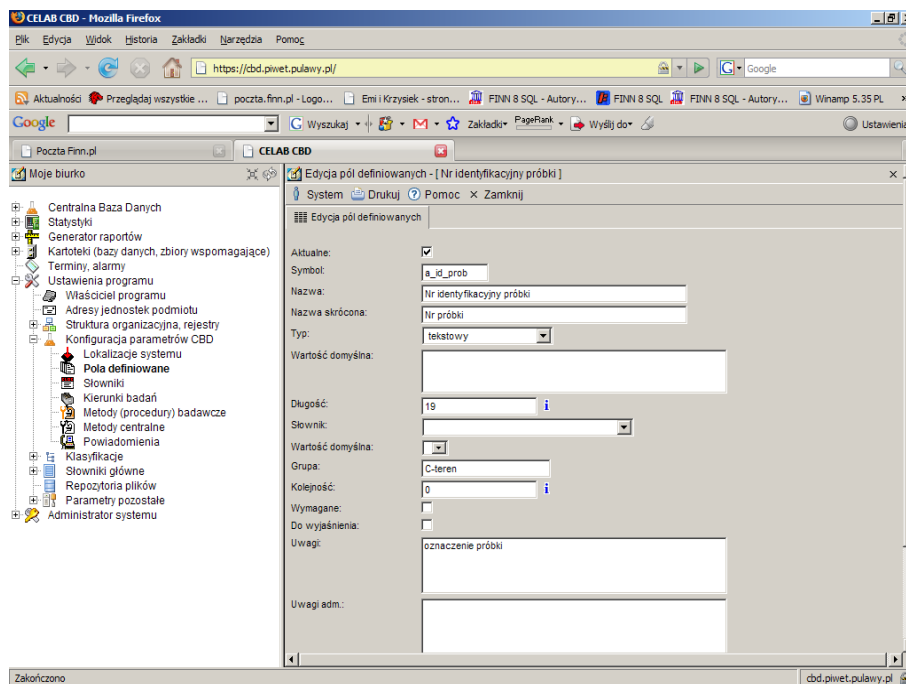 CELAB CBD - Mozilla Firefox
Plik Edycja Widok Historia Zakładki Narzędzia Pomoc
https://cbd.piwet.pulawy.pl/ G Google
Aktualności Przeglądaj wszystkie ... poczta.finn.pl - Logo... Emi i Krzysiek - stron... FINN 8 SQL - Autory... FINN 8 SQL FINN 8 SQL - Autory... Winamp 5.35 PL »
Google G Wyszukaj Zakładki PageRank Wyślij do Ustawienia
Poczta Finn.pl CELAB CBD
Moje biurko Edycja pól definiowanych - [ Nr identyfikacyjny próbki ]
System Drukuj Pomoc Zamknij
Edycja pól definiowanych
Centralna Baza Danych
Statystyki
Generator raportów
Kartoteki (bazy danych, zbiory wspomagające)
Terminy, alarmy
Ustawienia programu
Właściciel programu
Adresy jednostek podmiotu
Struktura organizacyjna, rejestry
Konfiguracja parametrów CBD
Lokalizacje systemu
Pola definiowane
Słowniki
Kierunki badań
Metody (procedury) badawcze
Metody centralne
Powiadomienia
Klasyfikacje
Słowniki główne
Repozytoria plików
Parametry pozostałe
Administrator systemu
Aktualne:
Symbol: a_id_prob
Nazwa: Nr identyfikacyjny próbki
Nazwa skrócona: Nr próbki
Typ: tekstowy
Wartość domyślna:
Długość: 19 i
Słownik:
Wartość domyślna:
Grupa: C-teren
Kolejność: 0 i
Wymagane:
Do wyjaśnienia:
Uwagi: oznaczenie próbki
Uwagi adm.:
Zakończono cbd.piwet.pulawy.pl